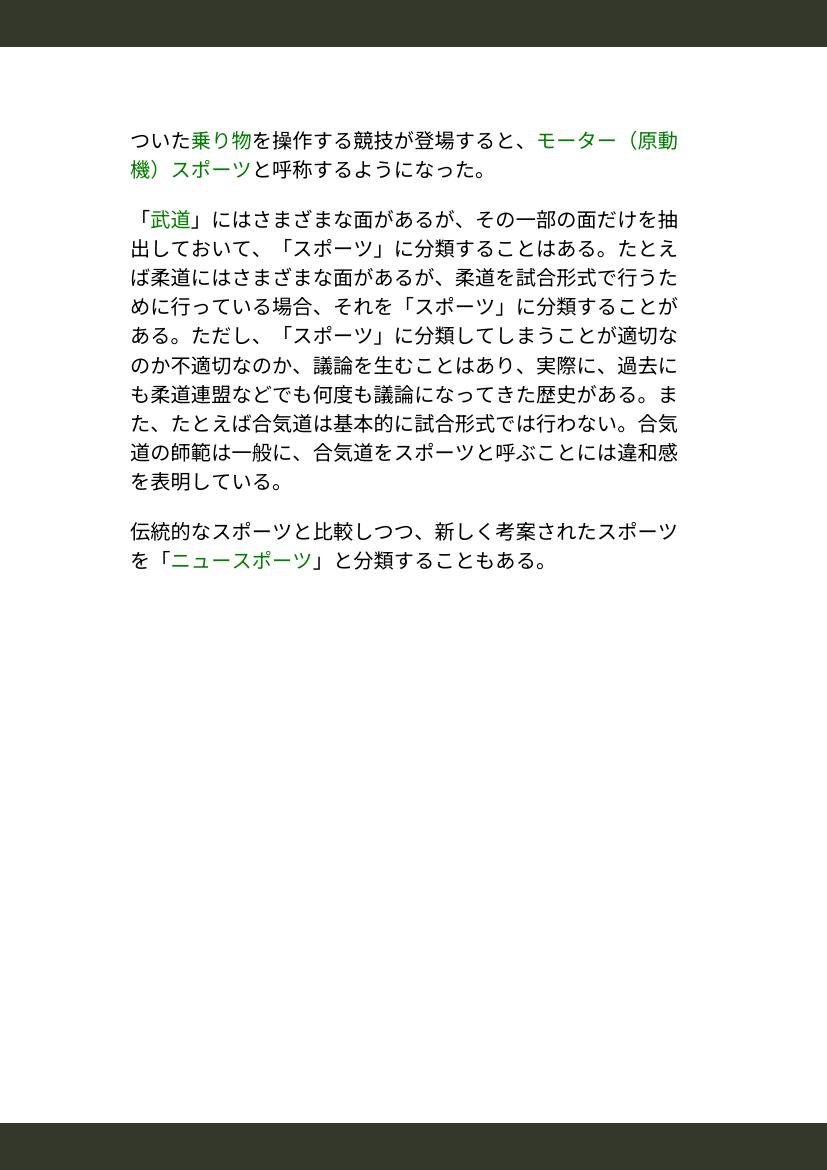 ついた乗り物を操作する競技が登場すると、モーター（原動
機）スポーツと呼称するようになった。
「武道」にはさまざまな面があるが、その一部の面だけを抽
出しておいて、「スポーツ」に分類することはある。たとえ
ば柔道にはさまざまな面があるが、柔道を試合形式で行うた
めに行っている場合、それを「スポーツ」に分類することが
ある。ただし、「スポーツ」に分類してしまうことが適切な
のか不適切なのか、議論を生むことはあり、実際に、過去に
も柔道連盟などでも何度も議論になってきた歴史がある。ま
た、たとえば合気道は基本的に試合形式では行わない。合気
道の師範は一般に、合気道をスポーツと呼ぶことには違和感
を表明している。
伝統的なスポーツと比較しつつ、新しく考案されたスポーツ
を「ニュースポーツ」と分類することもある。